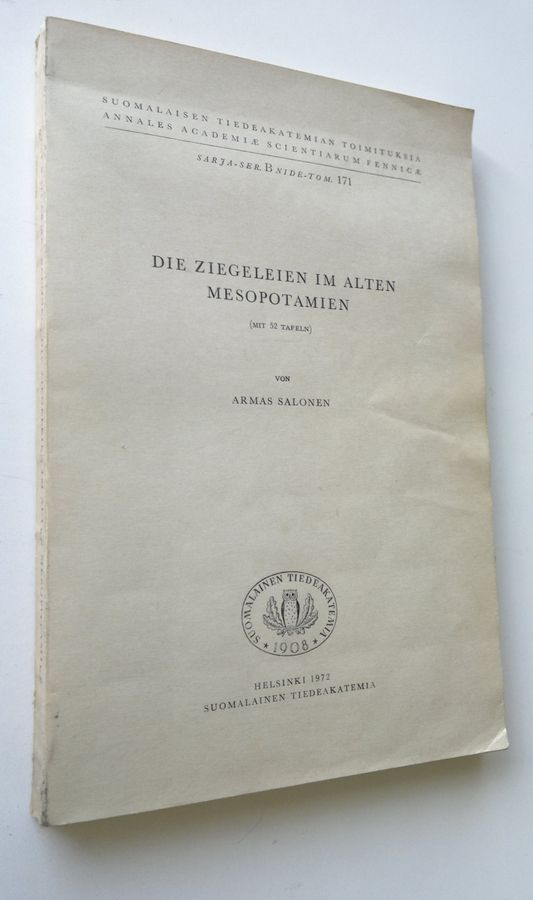 SUOMALAISEN TIEDEAKATEMIAN TOIMITUKSIA
ANNALES ACADEMIÆ SCIENTIARUM FENNICÆ
SARJA-SER. B NIDE-TOM. 171
DIE ZIEGELEIEN IM ALTEN
MESOPOTAMIEN
(MIT 52 TAFELN)
VON
ARMAS SALONEN
SUOMALAINEN TIEDEAKATEMIA
* 1908 *
HELSINKI 1972
SUOMALAINEN TIEDEAKATEMIA